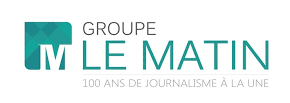 GROUPE
M LE MATIN
100 ANS DE JOURNALISME À LA UNE